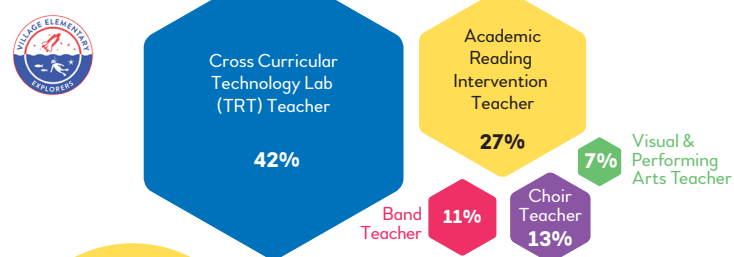 VILLAGE ELEMENTARY
EXPLORERS
Cross Curricular
Technology Lab
(TRT) Teacher
42%
Academic
Reading
Intervention
Teacher
27%
7%
Visual &
Performing
Arts Teacher
Band
Teacher
11%
Choir
Teacher
13%